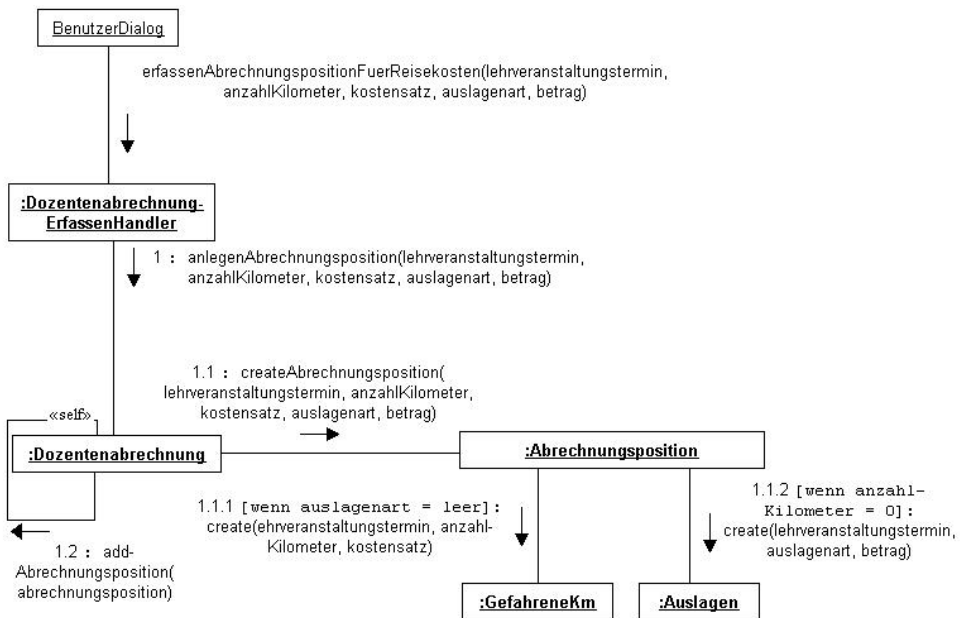 BenutzerDialog
erfassenAbrechnungspositionFuerReisekosten(lehrveranstaltungstermin,
anzahlKilometer, kostensatz, auslagenart, betrag)
:Dozentenabrechnung-
ErfassenHandler
1 : anlegenAbrechnungsposition(lehrveranstaltungstermin,
anzahlKilometer, kostensatz, auslagenart, betrag)
1.1 : createAbrechnungsposition(
lehrveranstaltungstermin, anzahlKilometer,
kostensatz, auslagenart, betrag)
«self»
:Dozentenabrechnung
:Abrechnungsposition
1.2 : add-
Abrechnungsposition(
abrechnungsposition)
1.1.1 [wenn auslagenart = leer]:
create(ehrveranstaltungstermin, anzahl-
Kilometer, kostensatz)
1.1.2 [wenn anzahl-
Kilometer = 0]:
create(lehrveranstaltungstermin,
auslagenart, betrag)
:GefahreneKm
:Auslagen